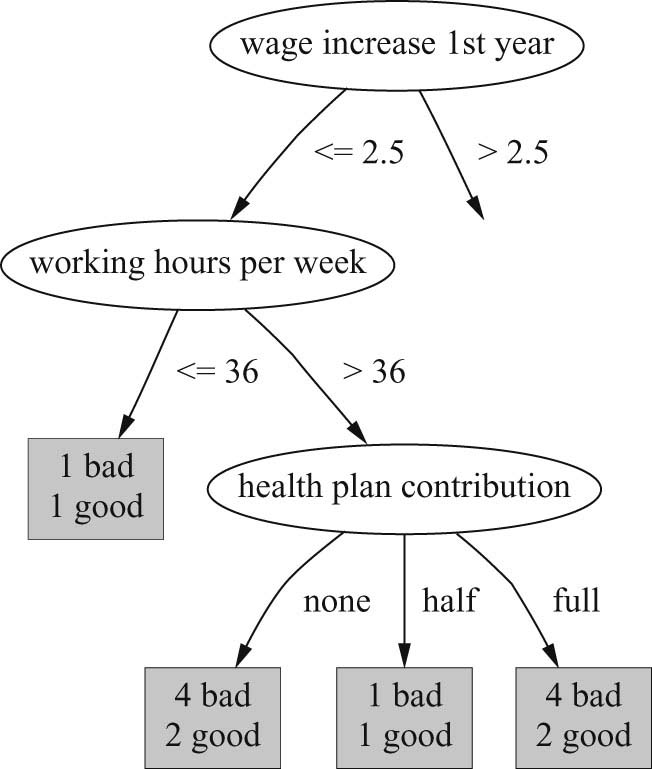 wage increase 1st year
<= 2.5
> 2.5
working hours per week
<= 36
> 36
1 bad
1 good
health plan contribution
none
half
full
4 bad
2 good
1 bad
1 good
4 bad
2 good